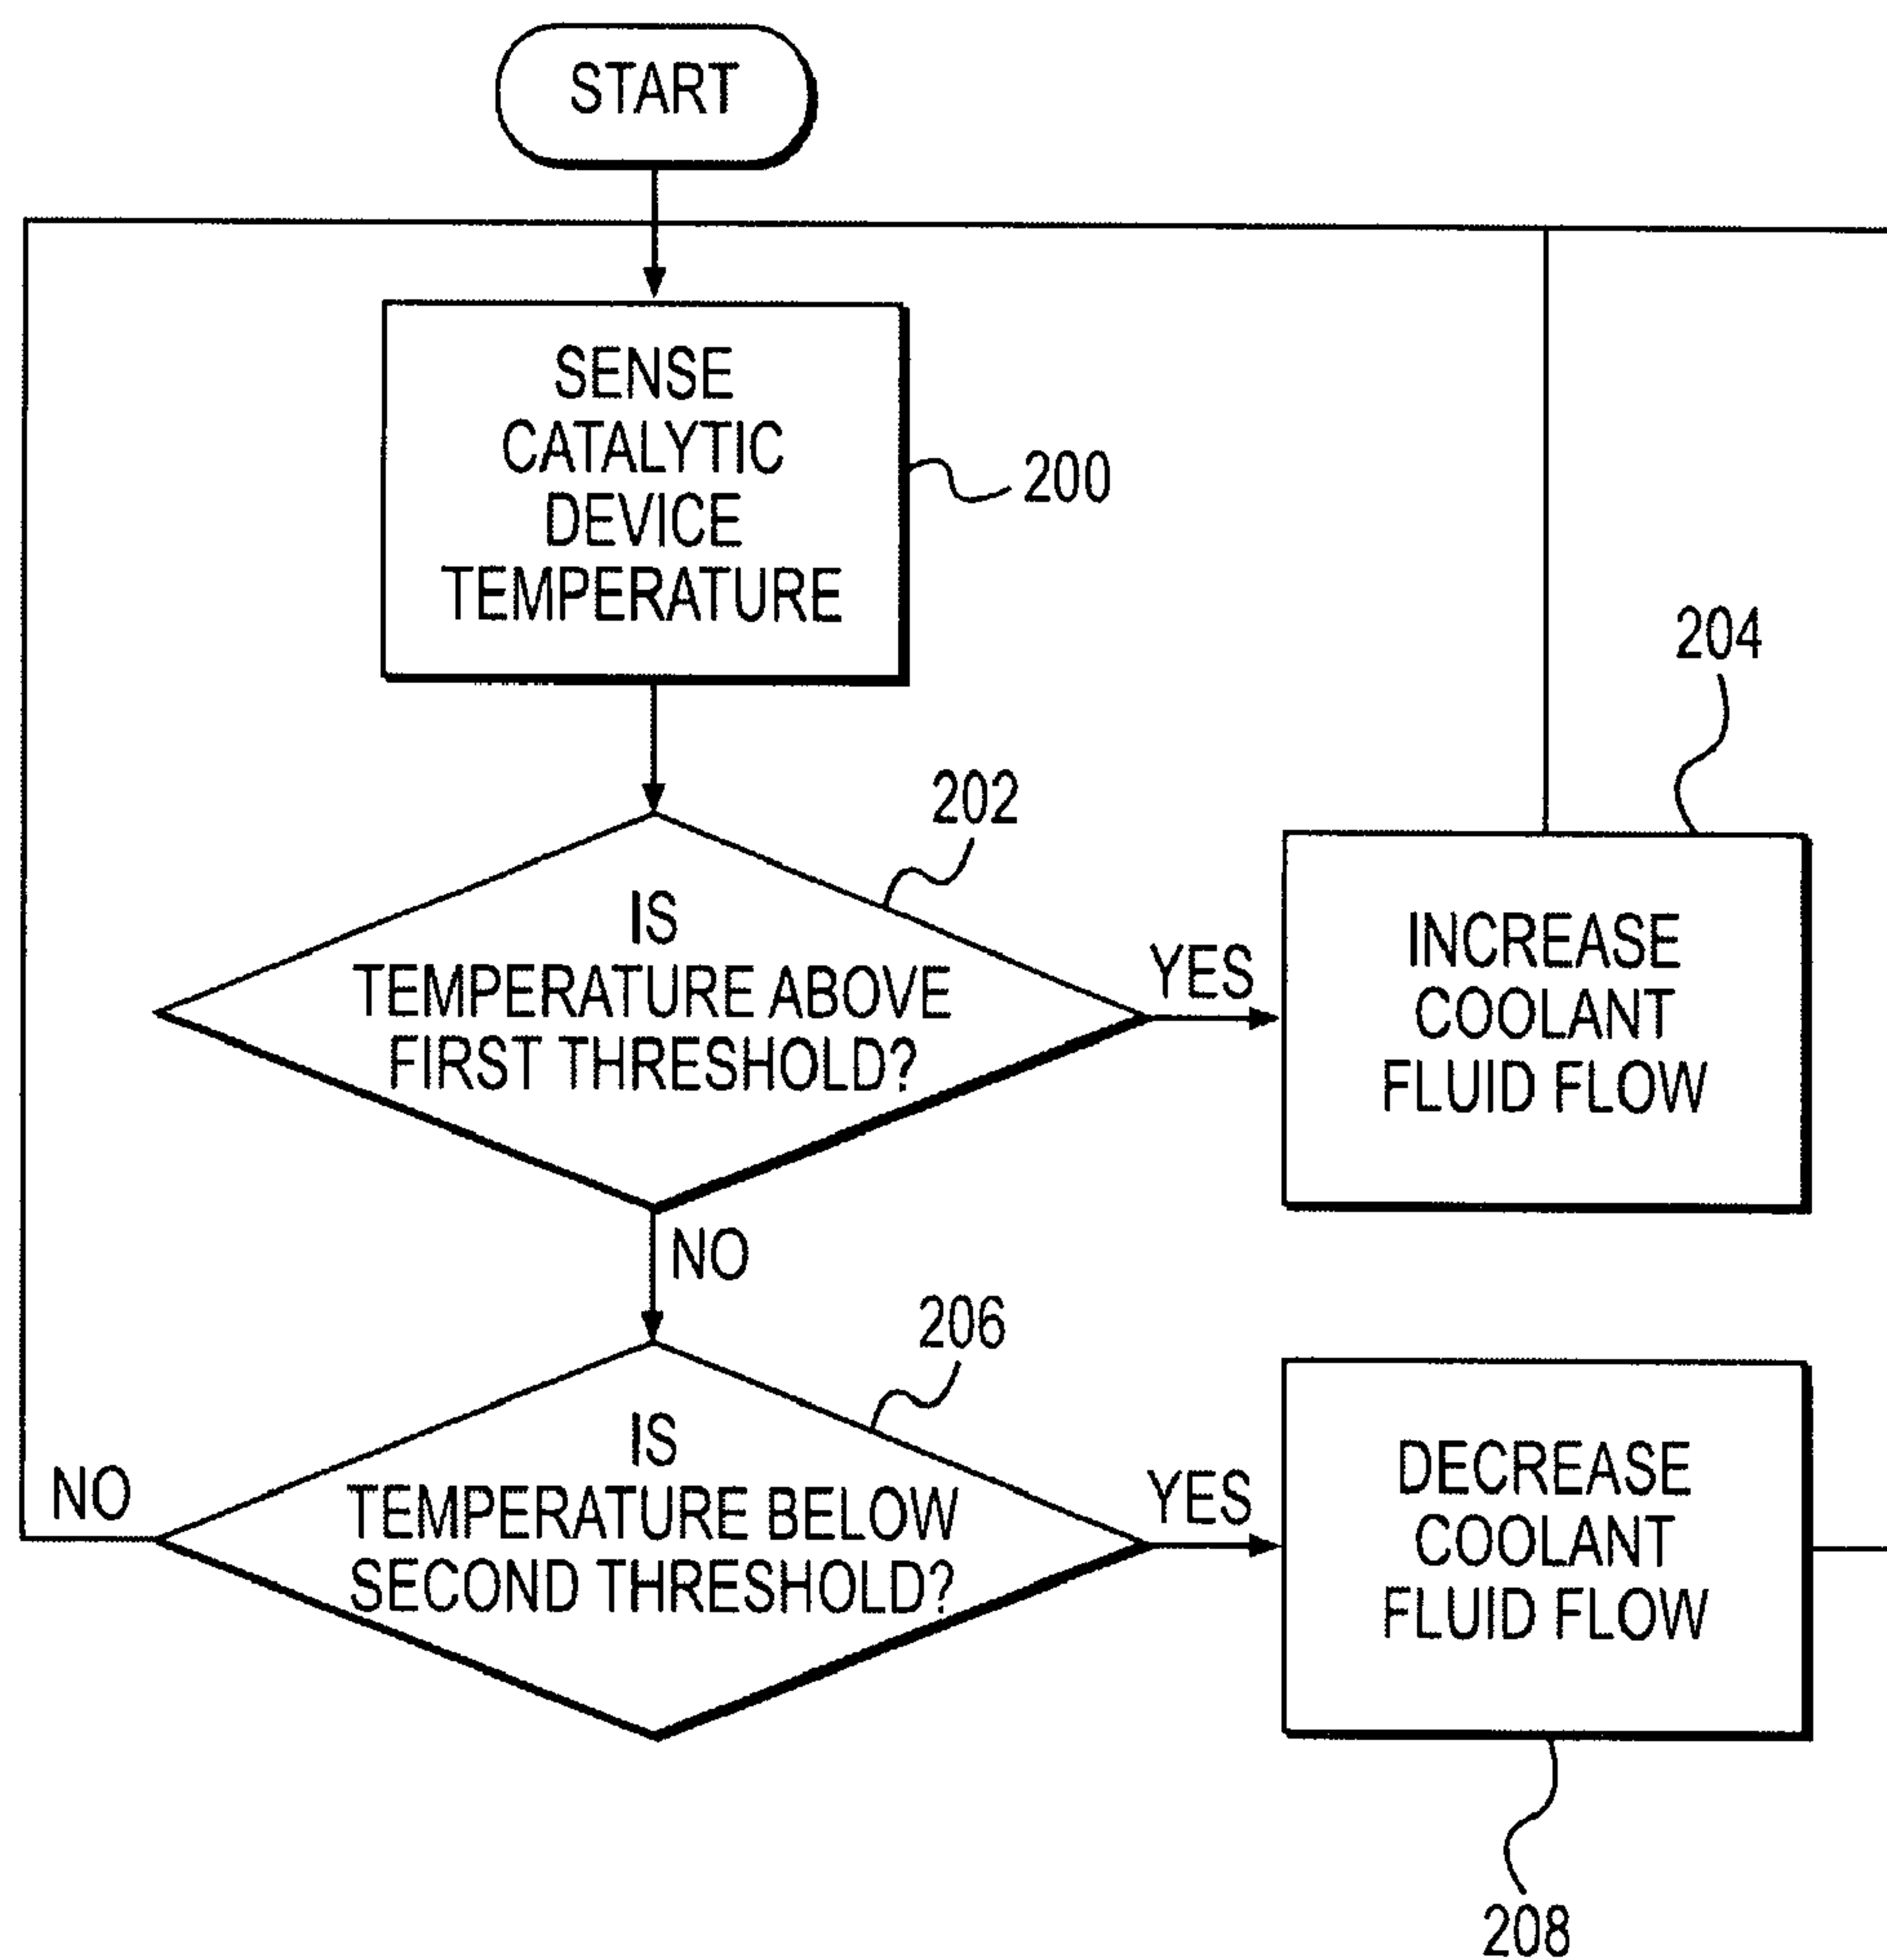 START
SENSE
CATALYTIC
DEVICE
TEMPERATURE
200
202
204
IS
TEMPERATURE ABOVE
FIRST THRESHOLD?
YES
INCREASE
COOLANT
FLUID FLOW
NO
206
IS
TEMPERATURE BELOW
SECOND THRESHOLD?
NO
YES
DECREASE
COOLANT
FLUID FLOW
208